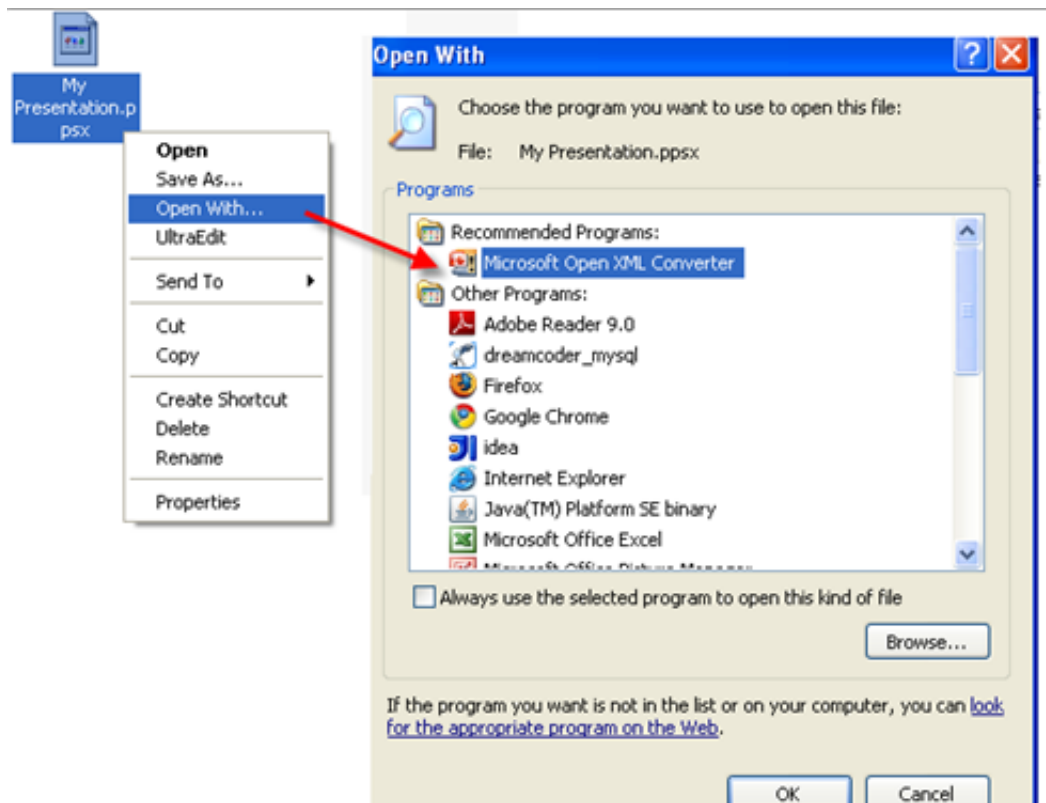 My
Presentation.p
psx
Open
Save As...
Open With...
UltraEdit
Send To
Cut
Copy
Create Shortcut
Delete
Rename
Properties
Open With
Choose the program you want to use to open this file:
File: My Presentation.ppsx
Programs
Recommended Programs:
Microsoft Open XML Converter
Other Programs:
Adobe Reader 9.0
dreamcoder_mysql
Firefox
Google Chrome
idea
Internet Explorer
Java(TM) Platform SE binary
Microsoft Office Excel
Microsoft Office Picture Manager
Always use the selected program to open this kind of file
Browse...
If the program you want is not in the list or on your computer, you can look
for the appropriate program on the Web.
OK
Cancel